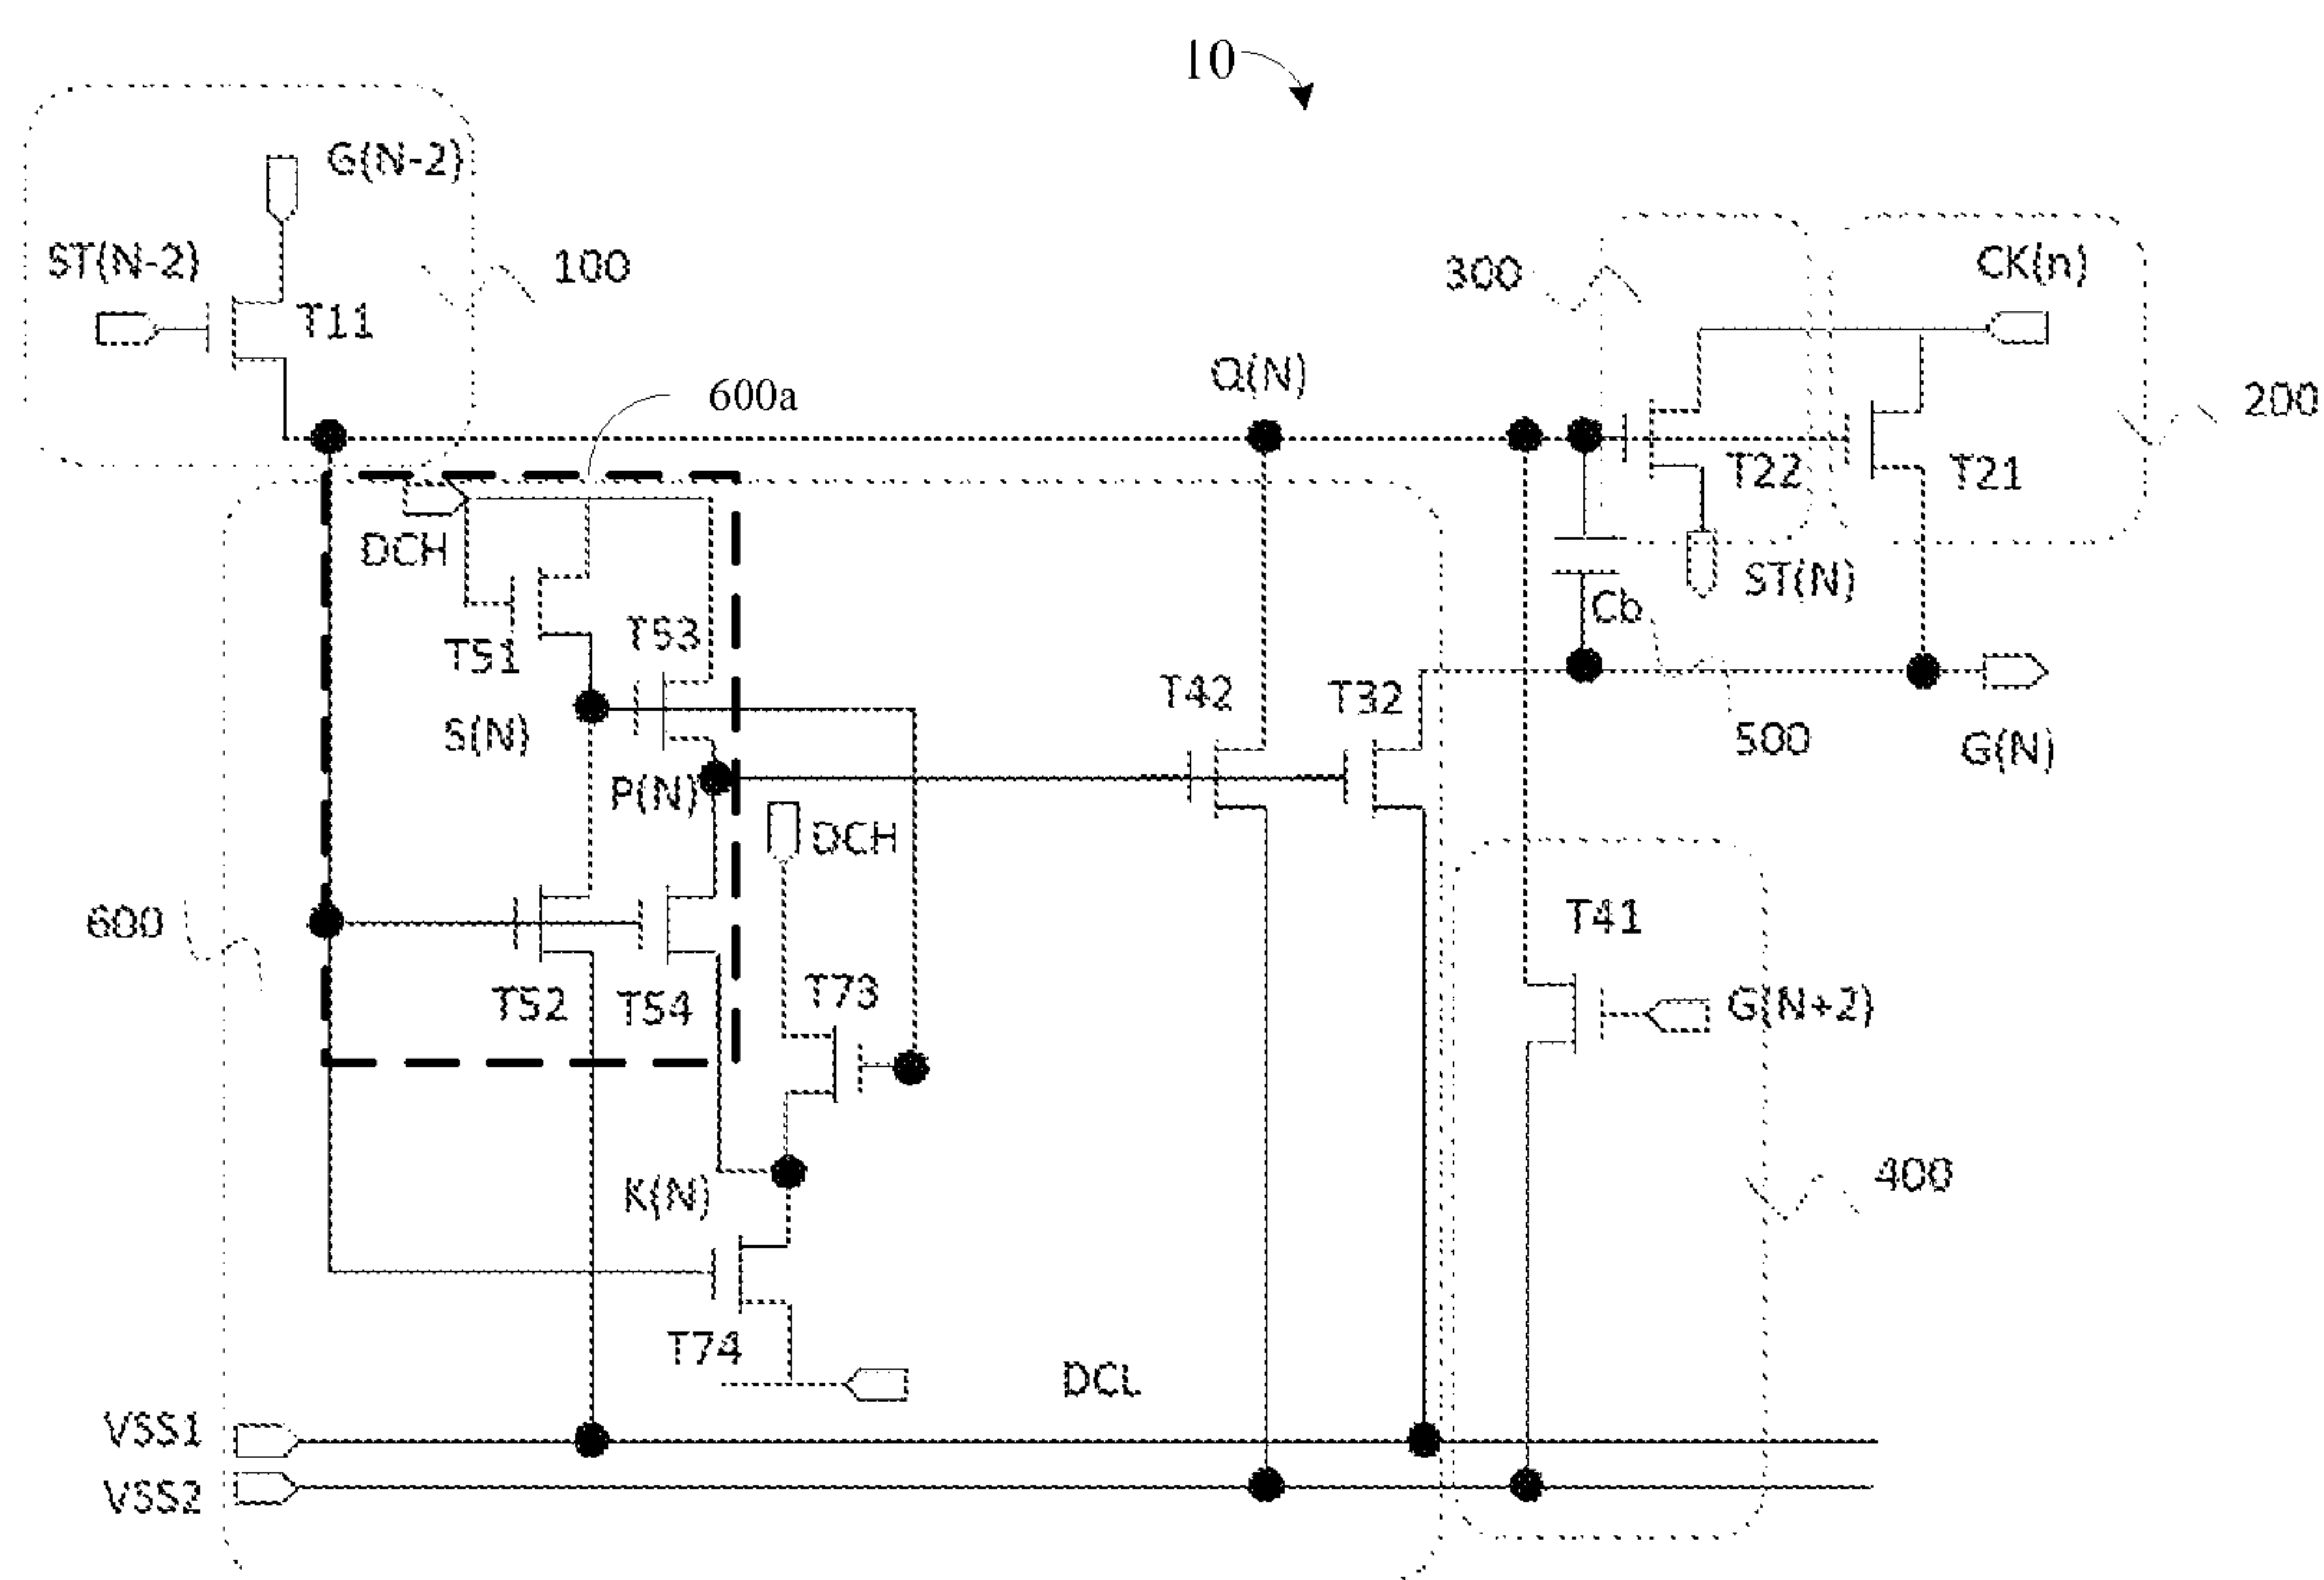 10
G(N-2)
ST(N-2)
100
T11
300
CK(n)
Q(N)
600a
200
T22
T21
DCH
ST(N)
Cb
T51
T53
T42
T32
S(N)
500
G(N)
P(N)
DCH
600
T41
T52
T54
T73
G(N+2)
K(N)
400
T74
DCL
VSS1
VSS2